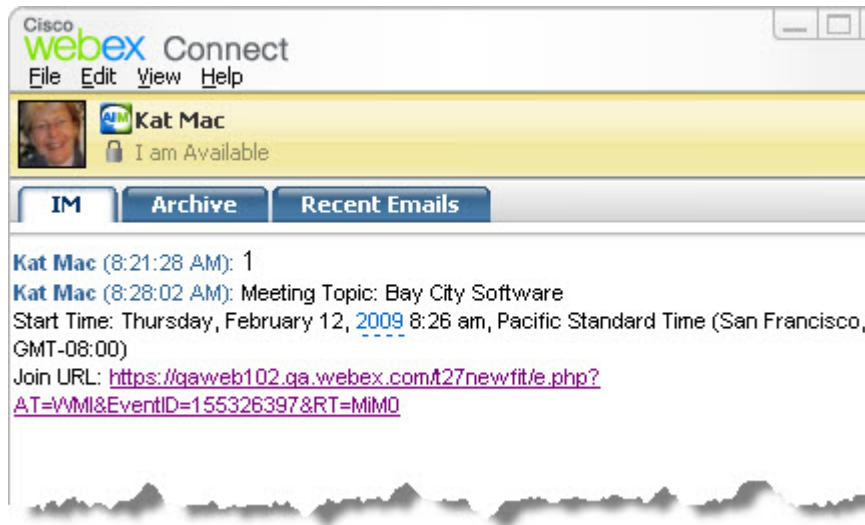 Cisco
webex Connect
File Edit View Help
AIM Kat Mac
I am Available
IM Archive Recent Emails
Kat Mac (8:21:28 AM): 1
Kat Mac (8:28:02 AM): Meeting Topic: Bay City Software
Start Time: Thursday, February 12, 2009 8:26 am, Pacific Standard Time (San Francisco,
GMT-08:00)
Join URL: https://qaweb102.qa.webex.com/t27newfit/e.php?
AT=WMI&EventID=155326397&RT=MiM0